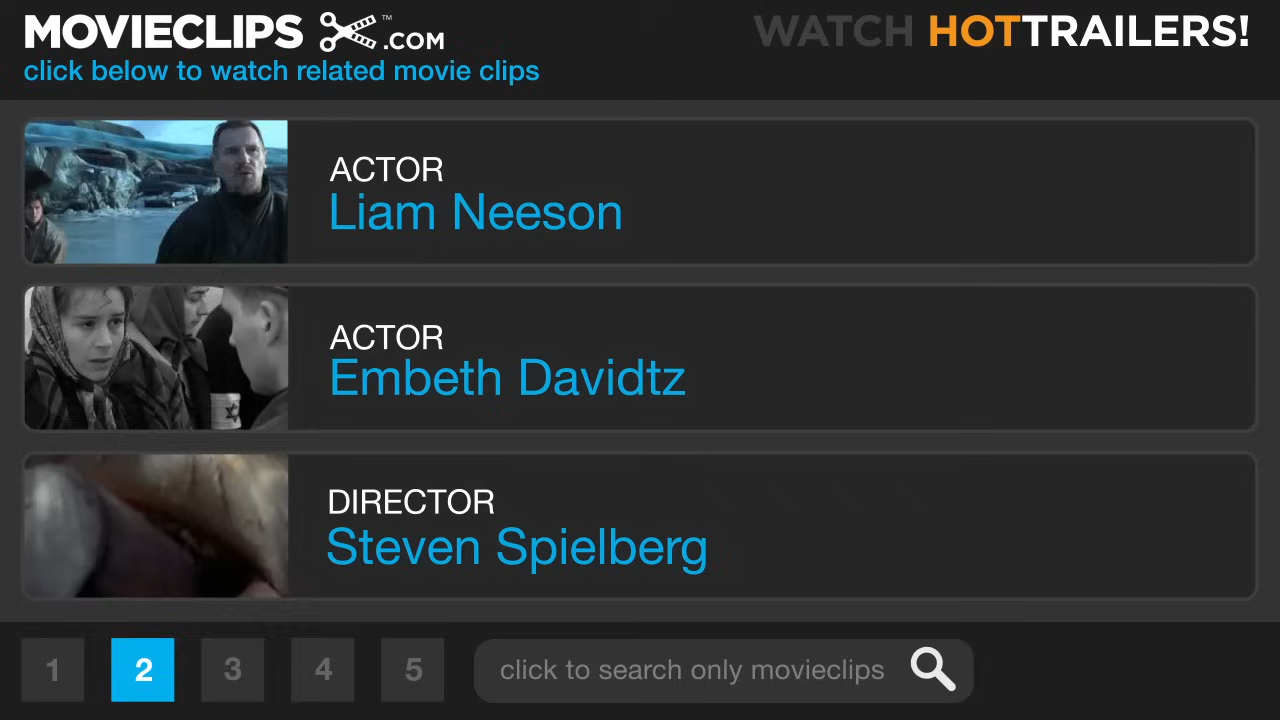 MOVIECLIPS ™ .COM
WATCH HOTTRAILERS!
click below to watch related movie clips
ACTOR
Liam Neeson
ACTOR
Embeth Davidtz
DIRECTOR
Steven Spielberg
1 2 3 4 5 click to search only movieclips